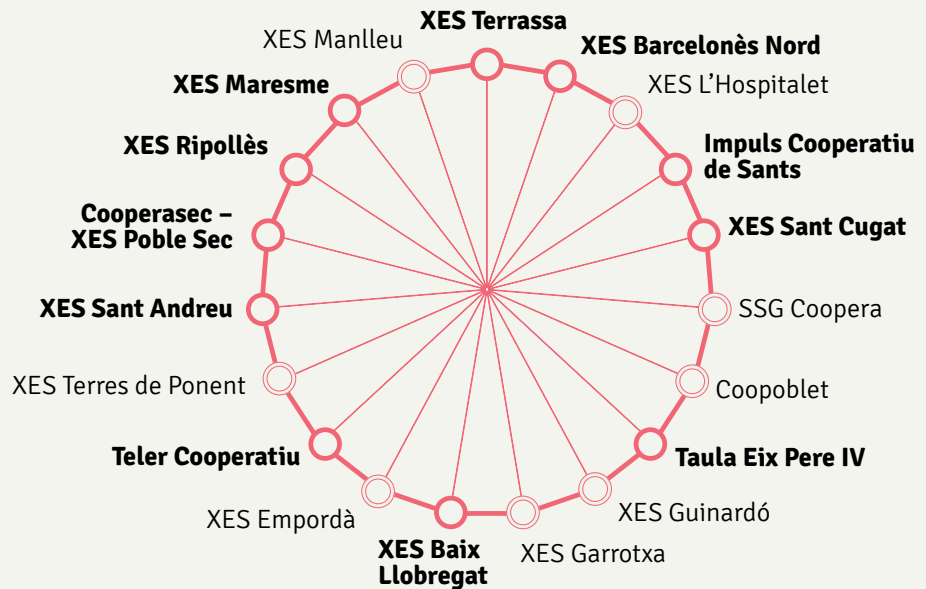 XES Terrassa
XES Barcelonès Nord
XES L'Hospitalet
Impuls Cooperatiu
de Sants
XES Sant Cugat
SSG Coopera
Coopoblet
Taula Eix Pere IV
XES Guinardó
XES Garrotxa
XES Baix
Llobregat
XES Empordà
Teler Cooperatiu
XES Terres de Ponent
XES Sant Andreu
Cooperasec –
XES Poble Sec
XES Ripollès
XES Maresme
XES Manlleu